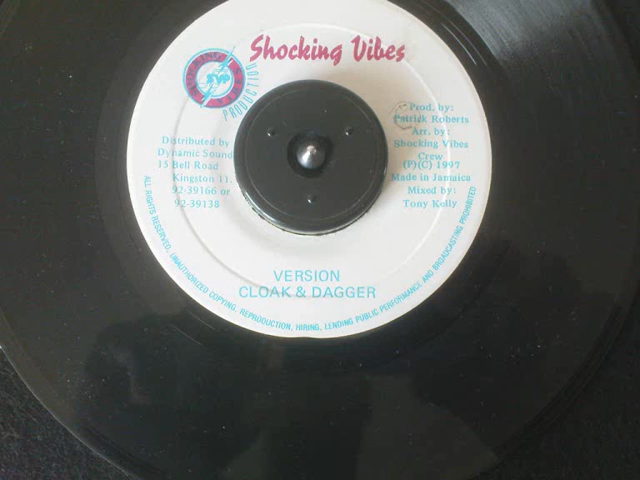 Shocking Vibes
SVP
PRODUCTION
Distributed by
Dynamic Sound
15 Bell Road
Kingston 11.
92-39166 or
92-39138
Prod. by:
Patrick Roberts
Arr. by:
Shocking Vibes
Crew
(P)(C) 1997
Made in Jamaica
Mixed by:
Tony Kelly
VERSION
CLOAK & DAGGER
ALL RIGHTS RESERVED, UNAUTHORIZED COPYING, REPRODUCTION, HIRING, LENDING PUBLIC PERFORMANCE AND BROADCASTING PROHIBITED